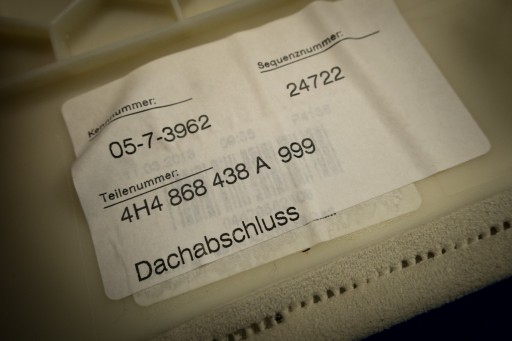 Sequenznummer:
24722
05-7-3962
Teilenummer:
4H4 868 438 A 999
Dachabschluss